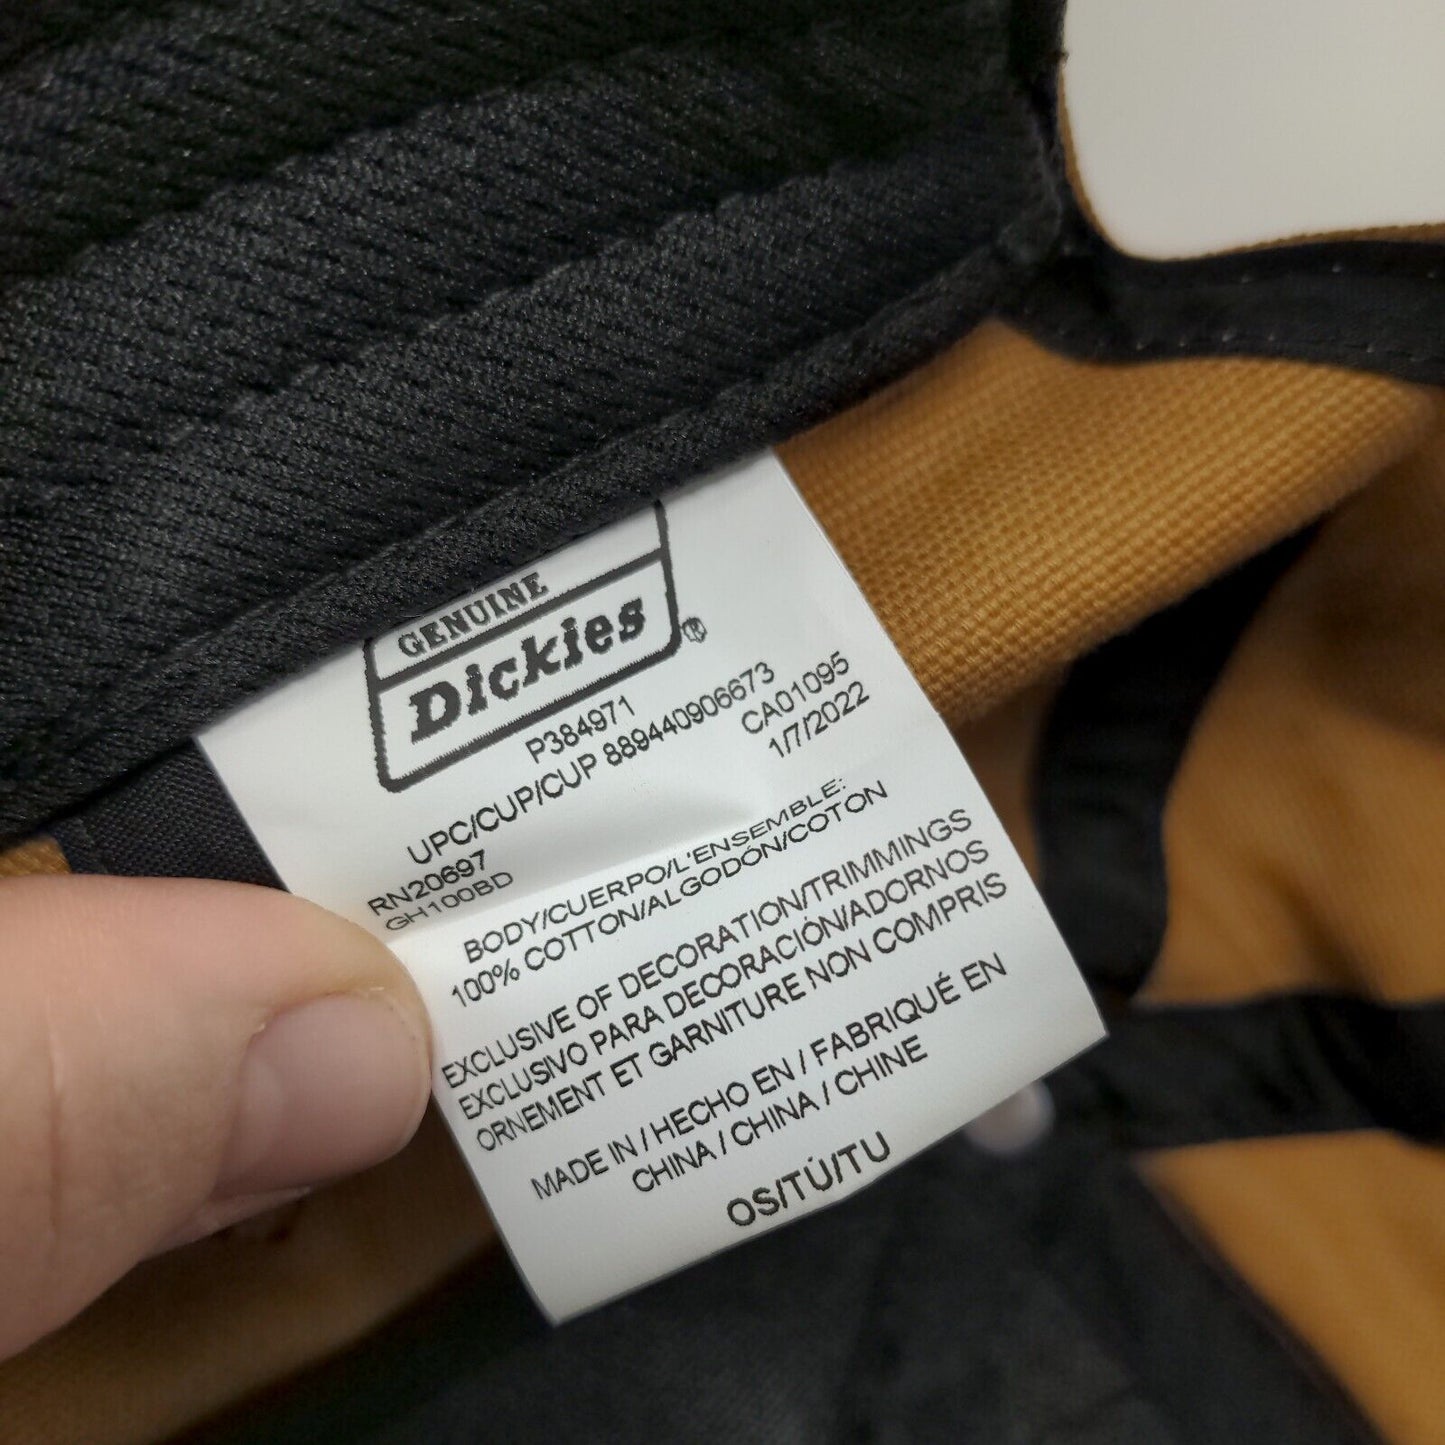 GENUINE
Dickies®
P384971
UPC/CUP/CUP 889440906673
RN20697 CA01095
GH100BD 1/7/2022
BODY/CUERPO/L'ENSEMBLE:
100% COTTON/ALGODÓN/COTON
EXCLUSIVE OF DECORATION/TRIMMINGS
EXCLUSIVO PARA DECORACIÓN/ADORNOS
ORNEMENT ET GARNITURE NON COMPRIS
MADE IN / HECHO EN / FABRIQUÉ EN
CHINA / CHINA / CHINE
OS/TÚ/TU